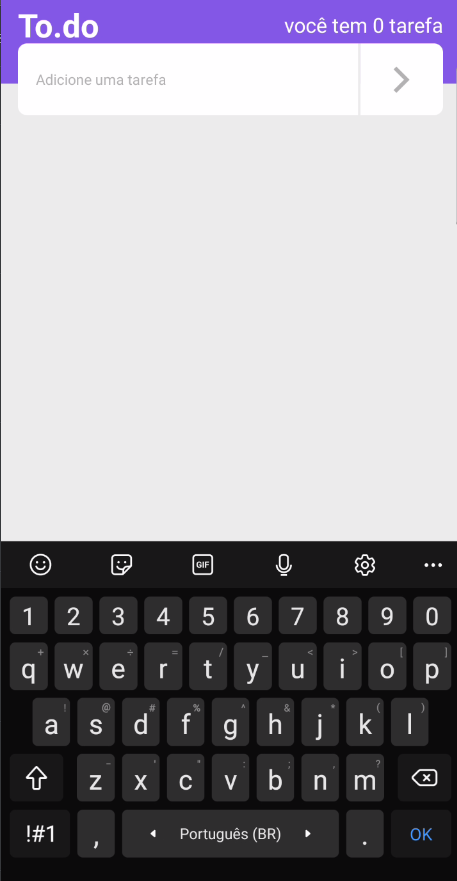 To.do
você tem 0 tarefa
Adicione uma tarefa
GIF
1 2 3 4 5 6 7 8 9 0
+ × ÷ = / _ < > [ ]
q w e r t y u i o p
! @ # % ^ & * ( )
a s d f g h j k l
- ' " : ; , ?
z x c v b n m
!#1 , Português (BR) . OK